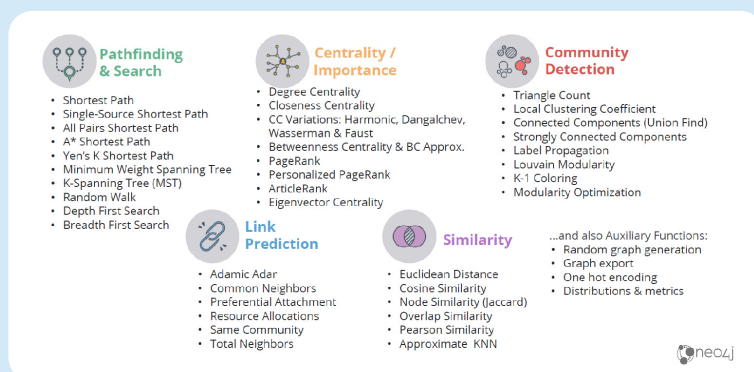 Pathfinding
& Search
• Shortest Path
• Single-Source Shortest Path
• All Pairs Shortest Path
• A* Shortest Path
• Yen's K Shortest Path
• Minimum Weight Spanning Tree
• K-Spanning Tree (MST)
• Random Walk
• Depth First Search
• Breadth First Search
Centrality /
Importance
• Degree Centrality
• Closeness Centrality
• CC Variations: Harmonic, Dangalchev,
Wasserman & Faust
• Betweenness Centrality & BC Approx.
• PageRank
• Personalized PageRank
• ArticleRank
• Eigenvector Centrality
Community
Detection
• Triangle Count
• Local Clustering Coefficient
• Connected Components (Union Find)
• Strongly Connected Components
• Label Propagation
• Louvain Modularity
• K-1 Coloring
• Modularity Optimization
Link
Prediction
• Adamic Adar
• Common Neighbors
• Preferential Attachment
• Resource Allocations
• Same Community
• Total Neighbors
Similarity
• Euclidean Distance
• Cosine Similarity
• Node Similarity (Jaccard)
• Overlap Similarity
• Pearson Similarity
• Approximate KNN
...and also Auxiliary Functions:
• Random graph generation
• Graph export
• One hot encoding
• Distributions & metrics
neo4j